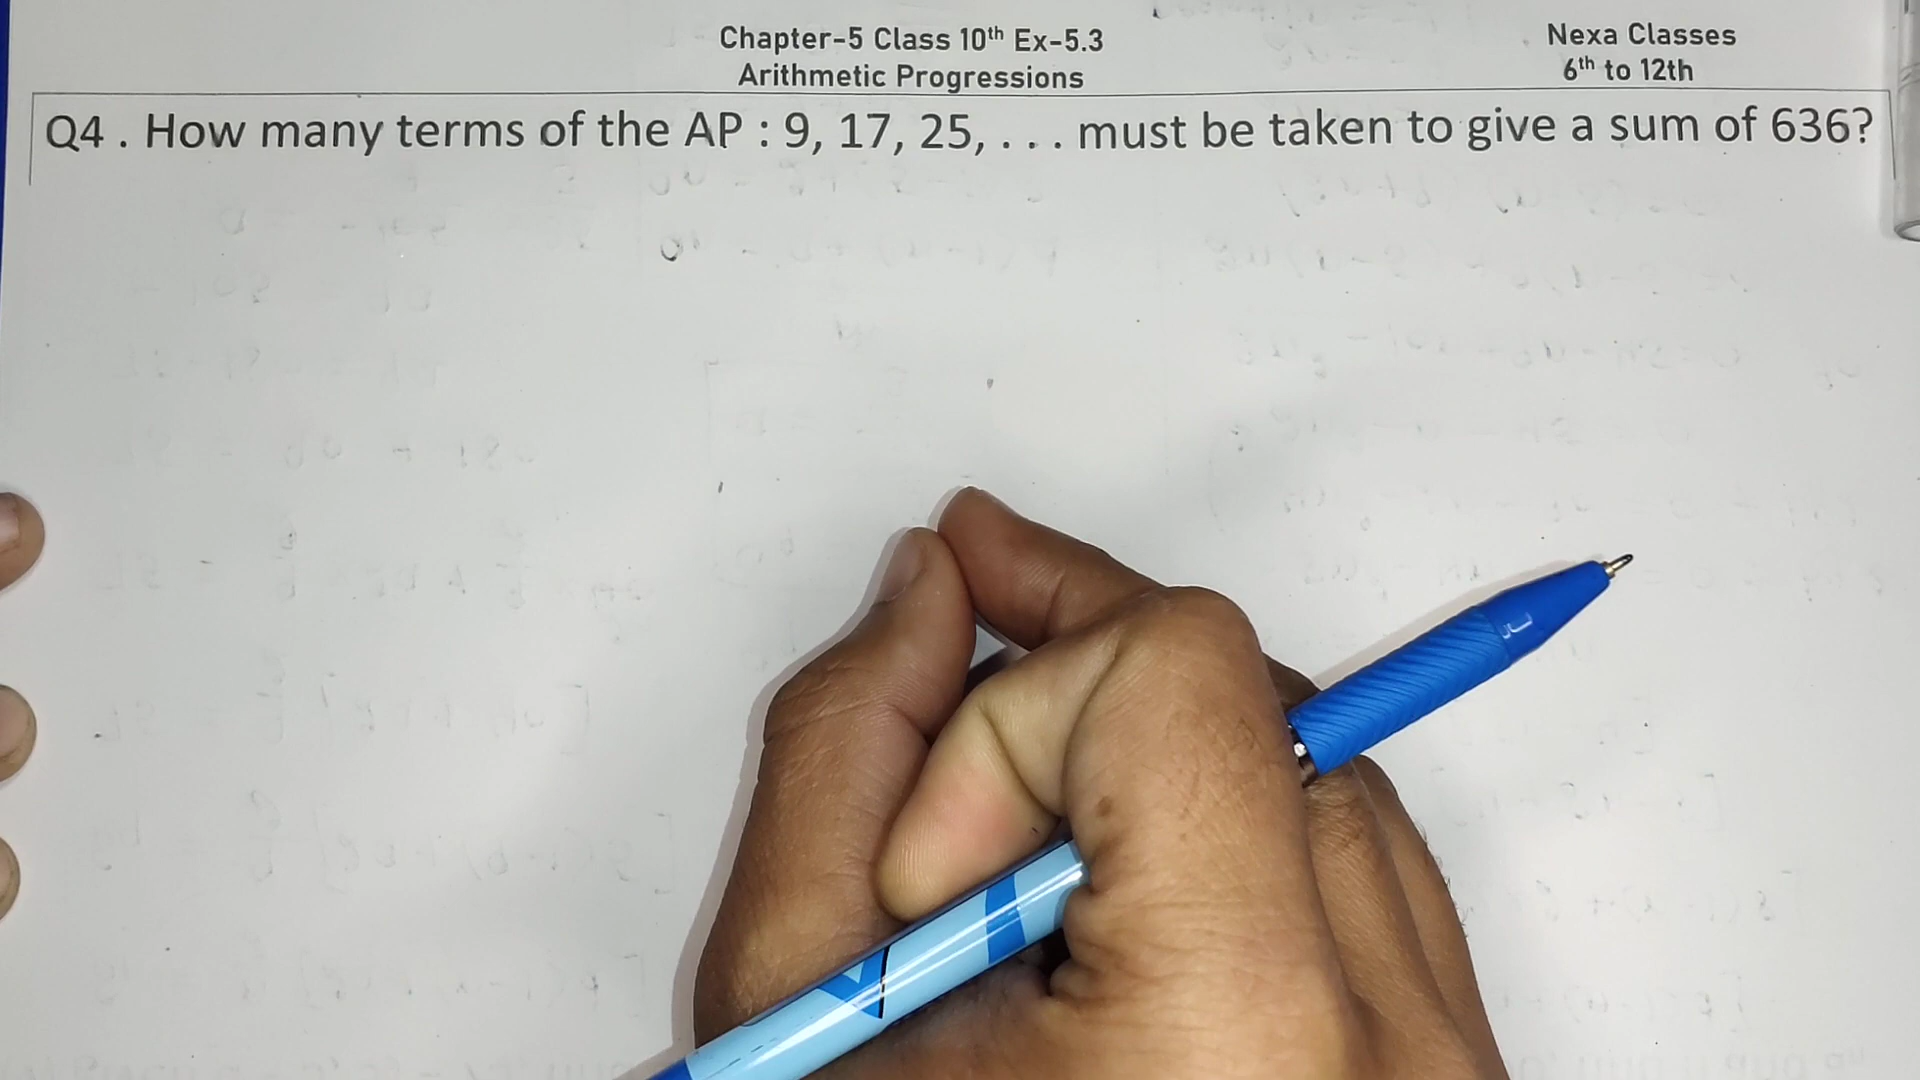 Chapter-5 Class 10th Ex-5.3
Arithmetic Progressions
Nexa Classes
6th to 12th
Q4 . How many terms of the AP : 9, 17, 25, . . . must be taken to give a sum of 636?